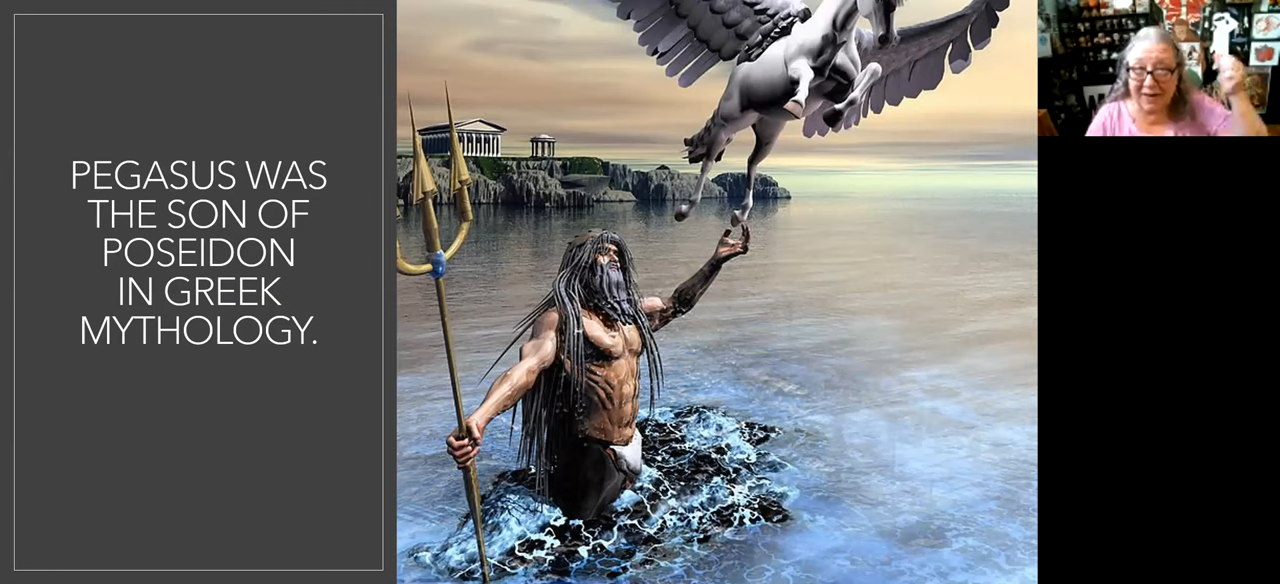 PEGASUS WAS
THE SON OF
POSEIDON
IN GREEK
MYTHOLOGY.